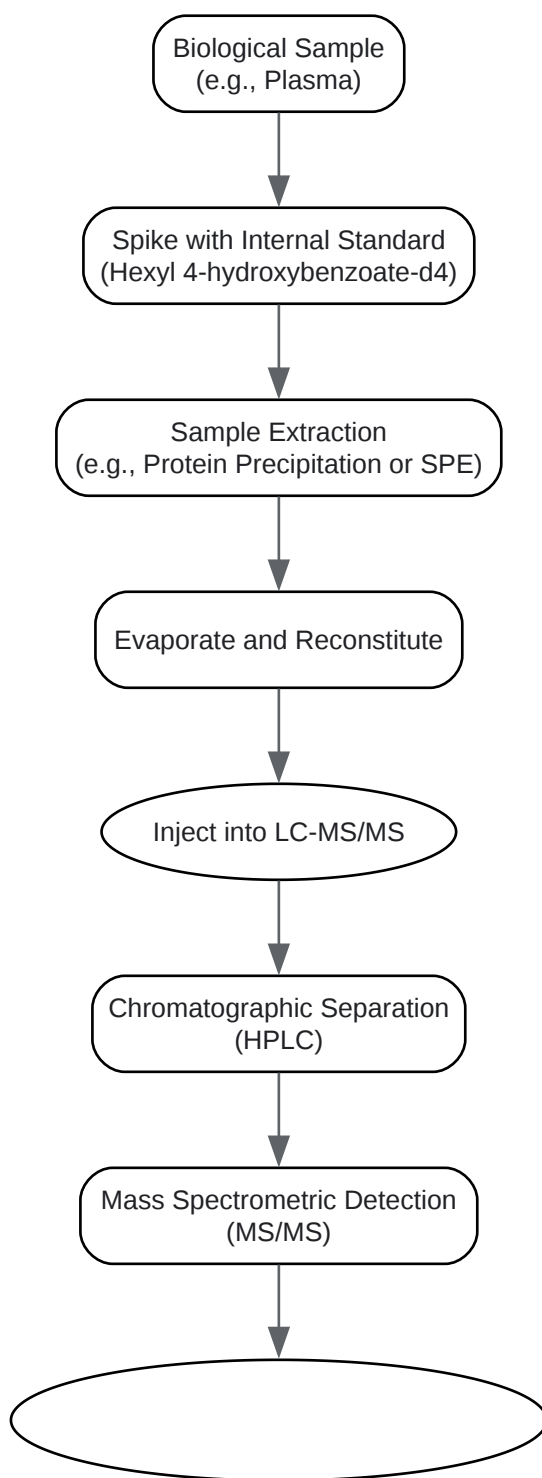 Biological Sample
(e.g., Plasma)
Spike with Internal Standard
(Hexyl 4-hydroxybenzoate-d4)
Sample Extraction
(e.g., Protein Precipitation or SPE)
Evaporate and Reconstitute
Inject into LC-MS/MS
Chromatographic Separation
(HPLC)
Mass Spectrometric Detection
(MS/MS)